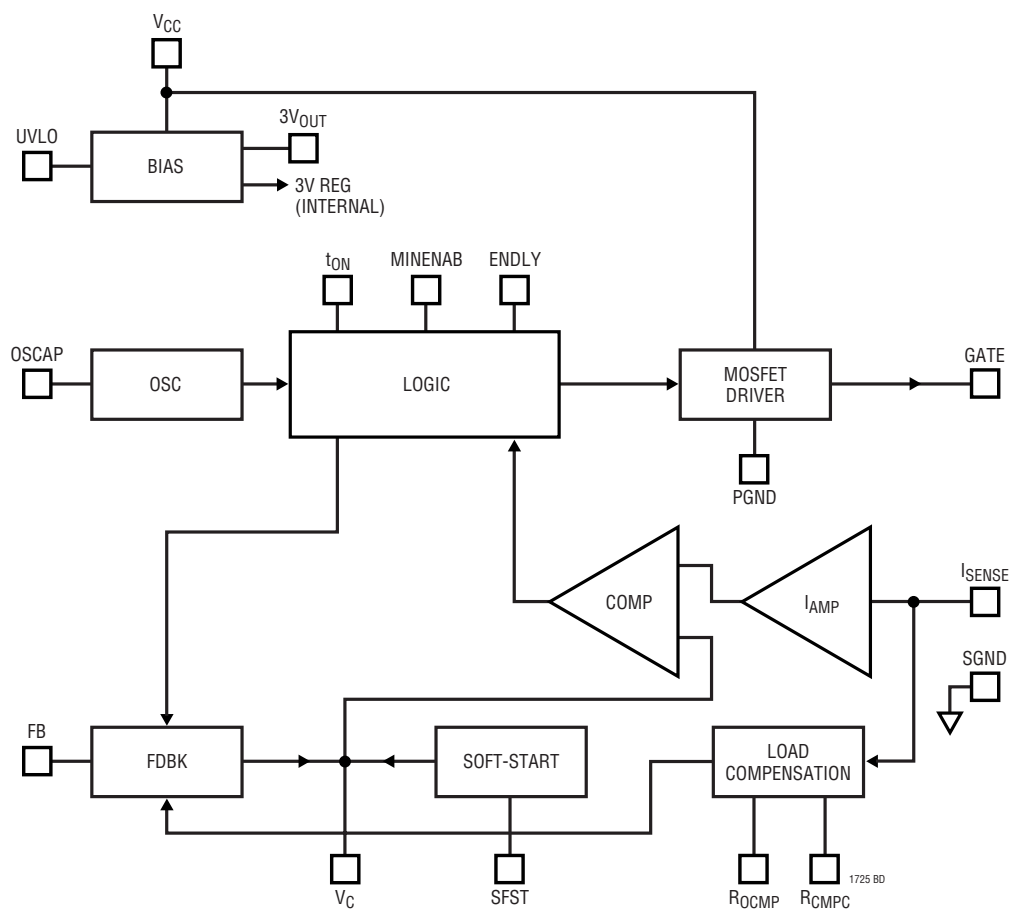 VCC
UVLO
BIAS
3VOUT
3V REG
(INTERNAL)
tON
MINENAB
ENDLY
OSCAP
OSC
LOGIC
MOSFET
DRIVER
GATE
PGND
COMP
IAMP
ISENSE
SGND
FB
FDBK
SOFT-START
LOAD
COMPENSATION
VC
SFST
ROCMP
RCMPC
1725 BD